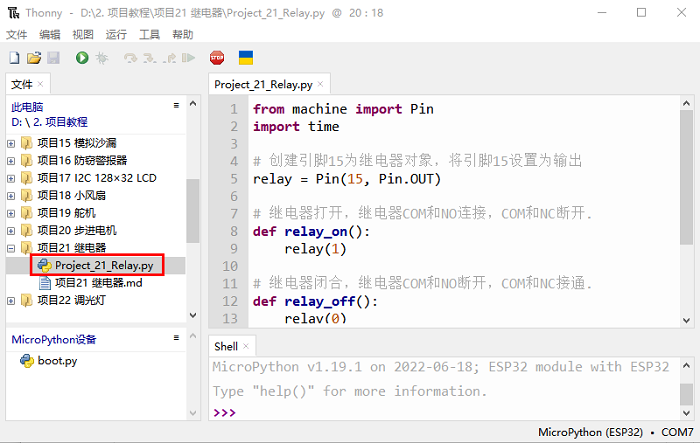 Thonny - D:\2. 项目教程\项目21 继电器\Project_21_Relay.py @ 20 : 18
文件 编辑 视图 运行 工具 帮助
文件
此电脑
D: \ 2. 项目教程
项目15 模拟沙漏
项目16 防窃警报器
项目17 I2C 128×32 LCD
项目18 小风扇
项目19 舵机
项目20 步进电机
项目21 继电器
Project_21_Relay.py
项目21 继电器.md
项目22 调光灯
MicroPython设备
boot.py
Project_21_Relay.py
1 from machine import Pin
2 import time
3
4 # 创建引脚15为继电器对象，将引脚15设置为输出
5 relay = Pin(15, Pin.OUT)
6
7 # 继电器打开，继电器COM和NO连接，COM和NC断开.
8 def relay_on():
9 relay(1)
10
11 # 继电器闭合，继电器COM和NO断开，COM和NC接通.
12 def relay_off():
13 relay(0)
Shell
MicroPython v1.19.1 on 2022-06-18; ESP32 module with ESP32
Type "help()" for more information.
>>>
MicroPython (ESP32) • COM7